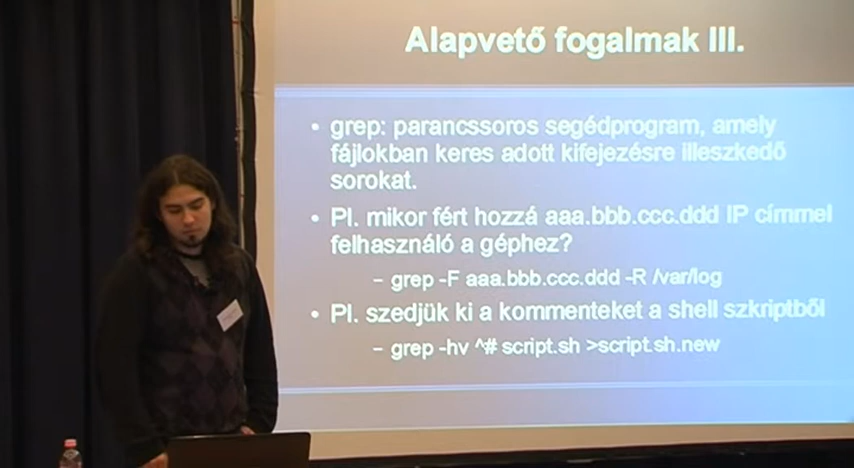 Alapvető fogalmak III.
• grep: parancssoros segédprogram, amely
fájlokban keres adott kifejezésre illeszkedő
sorokat.
• Pl. mikor fért hozzá aaa.bbb.ccc.ddd IP címmel
felhasználó a géphez?
– grep -F aaa.bbb.ccc.ddd -R /var/log
• Pl. szedjük ki a kommenteket a shell szkriptből
– grep -hv ^# script.sh >script.sh.new